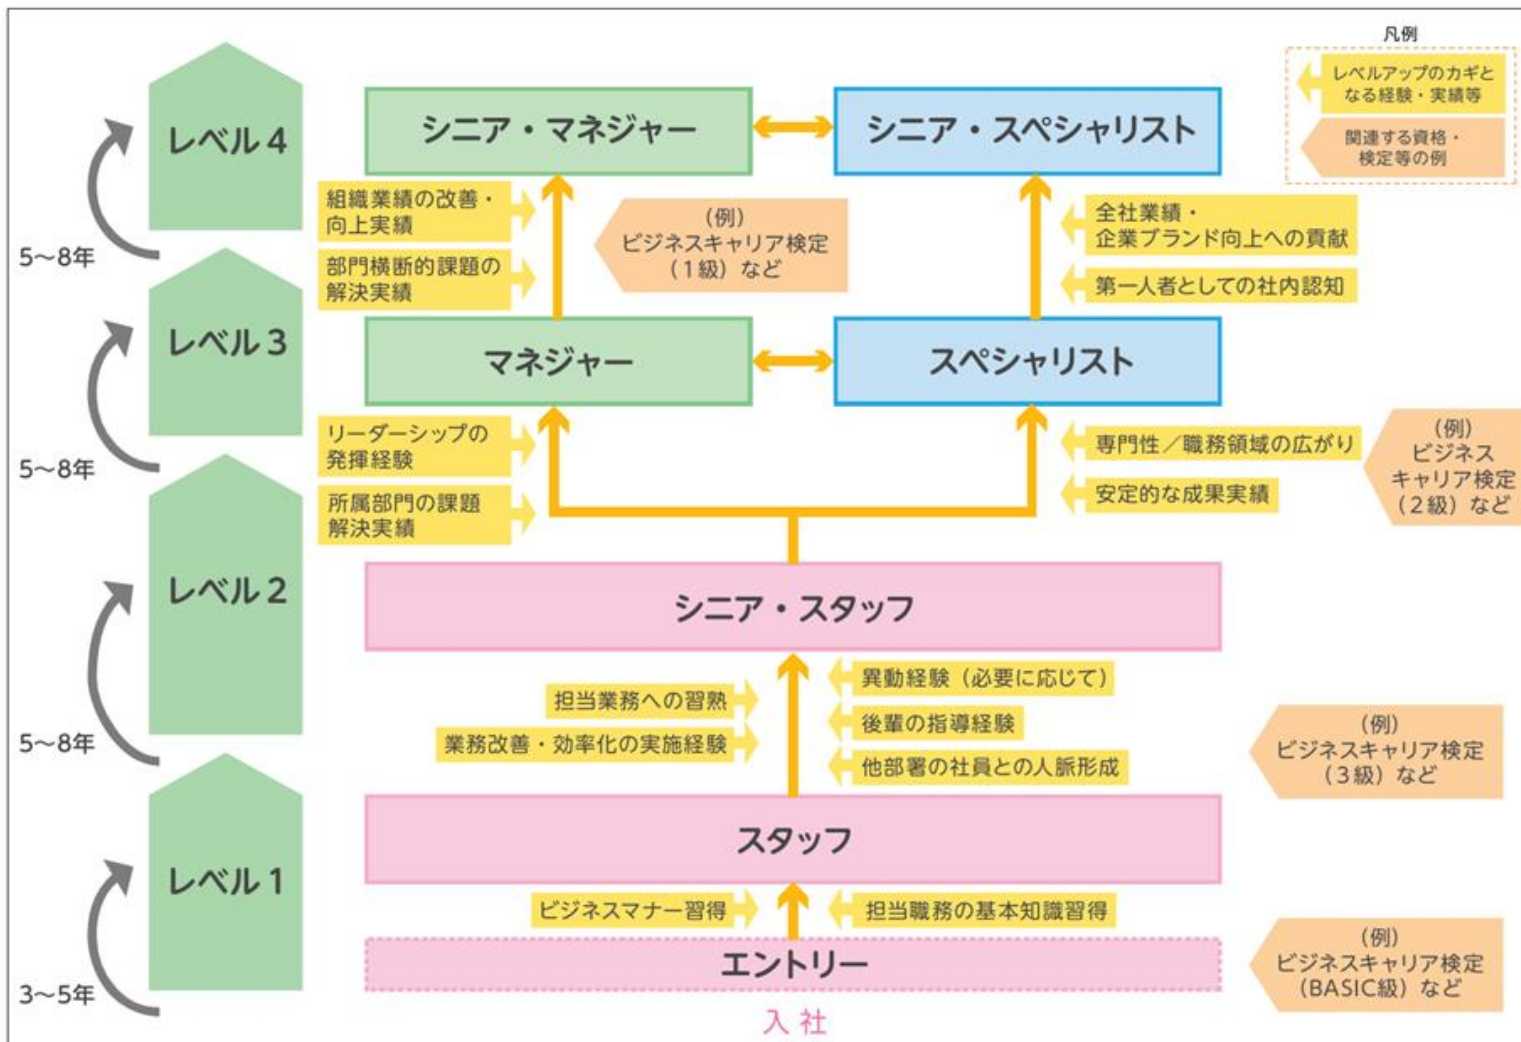 凡例
レベルアップのカギと
なる経験・実績等
関連する資格・
検定等の例
レベル4
シニア・マネジャー
シニア・スペシャリスト
組織業績の改善・
向上実績
部門横断的課題の
解決実績
(例)
ビジネスキャリア検定
(1級)など
全社業績・
企業ブランド向上への貢献
第一人者としての社内認知
5〜8年
レベル3
マネジャー
スペシャリスト
リーダーシップの
発揮経験
所属部門の課題
解決実績
専門性/職務領域の広がり
安定的な成果実績
(例)
ビジネス
キャリア検定
(2級)など
5〜8年
レベル2
シニア・スタッフ
担当業務への習熟
業務改善・効率化の実施経験
異動経験(必要に応じて)
後輩の指導経験
他部署の社員との人脈形成
(例)
ビジネスキャリア検定
(3級)など
5〜8年
レベル1
スタッフ
ビジネスマナー習得
担当職務の基本知識習得
エントリー
(例)
ビジネスキャリア検定
(BASIC級)など
3〜5年
入社